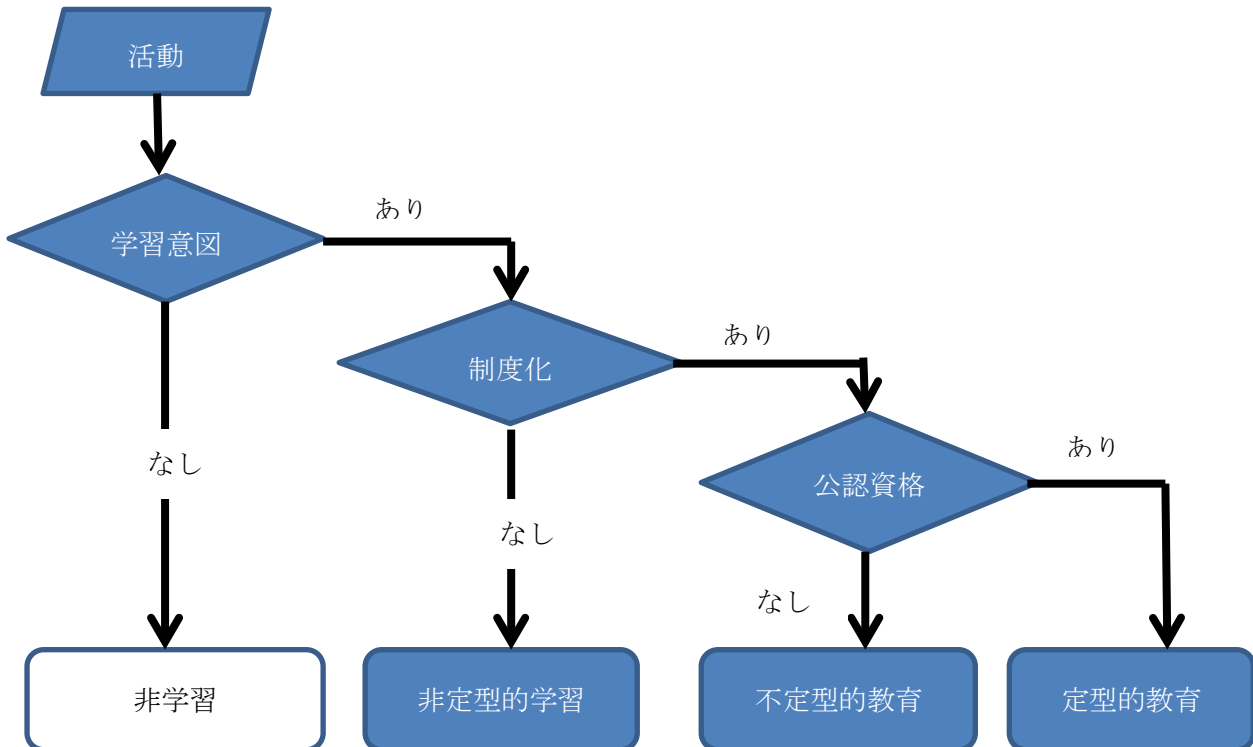 活動
学習意図
あり
なし
制度化
あり
なし
公認資格
あり
なし
非学習
非定型的学習
不定型的教育
定型的教育